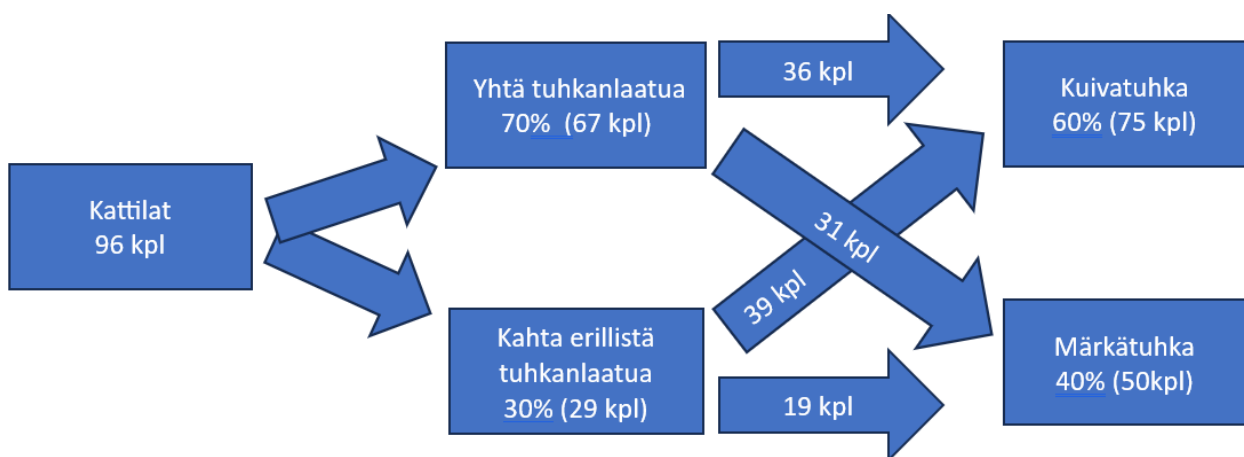 Kattilat
96 kpl
Yhtä tuhkanlaatua
70% (67 kpl)
Kahta erillistä
tuhkanlaatua
30% (29 kpl)
36 kpl
31 kpl
39 kpl
19 kpl
Kuivatuhka
60% (75 kpl)
Märkätuhka
40% (50kpl)